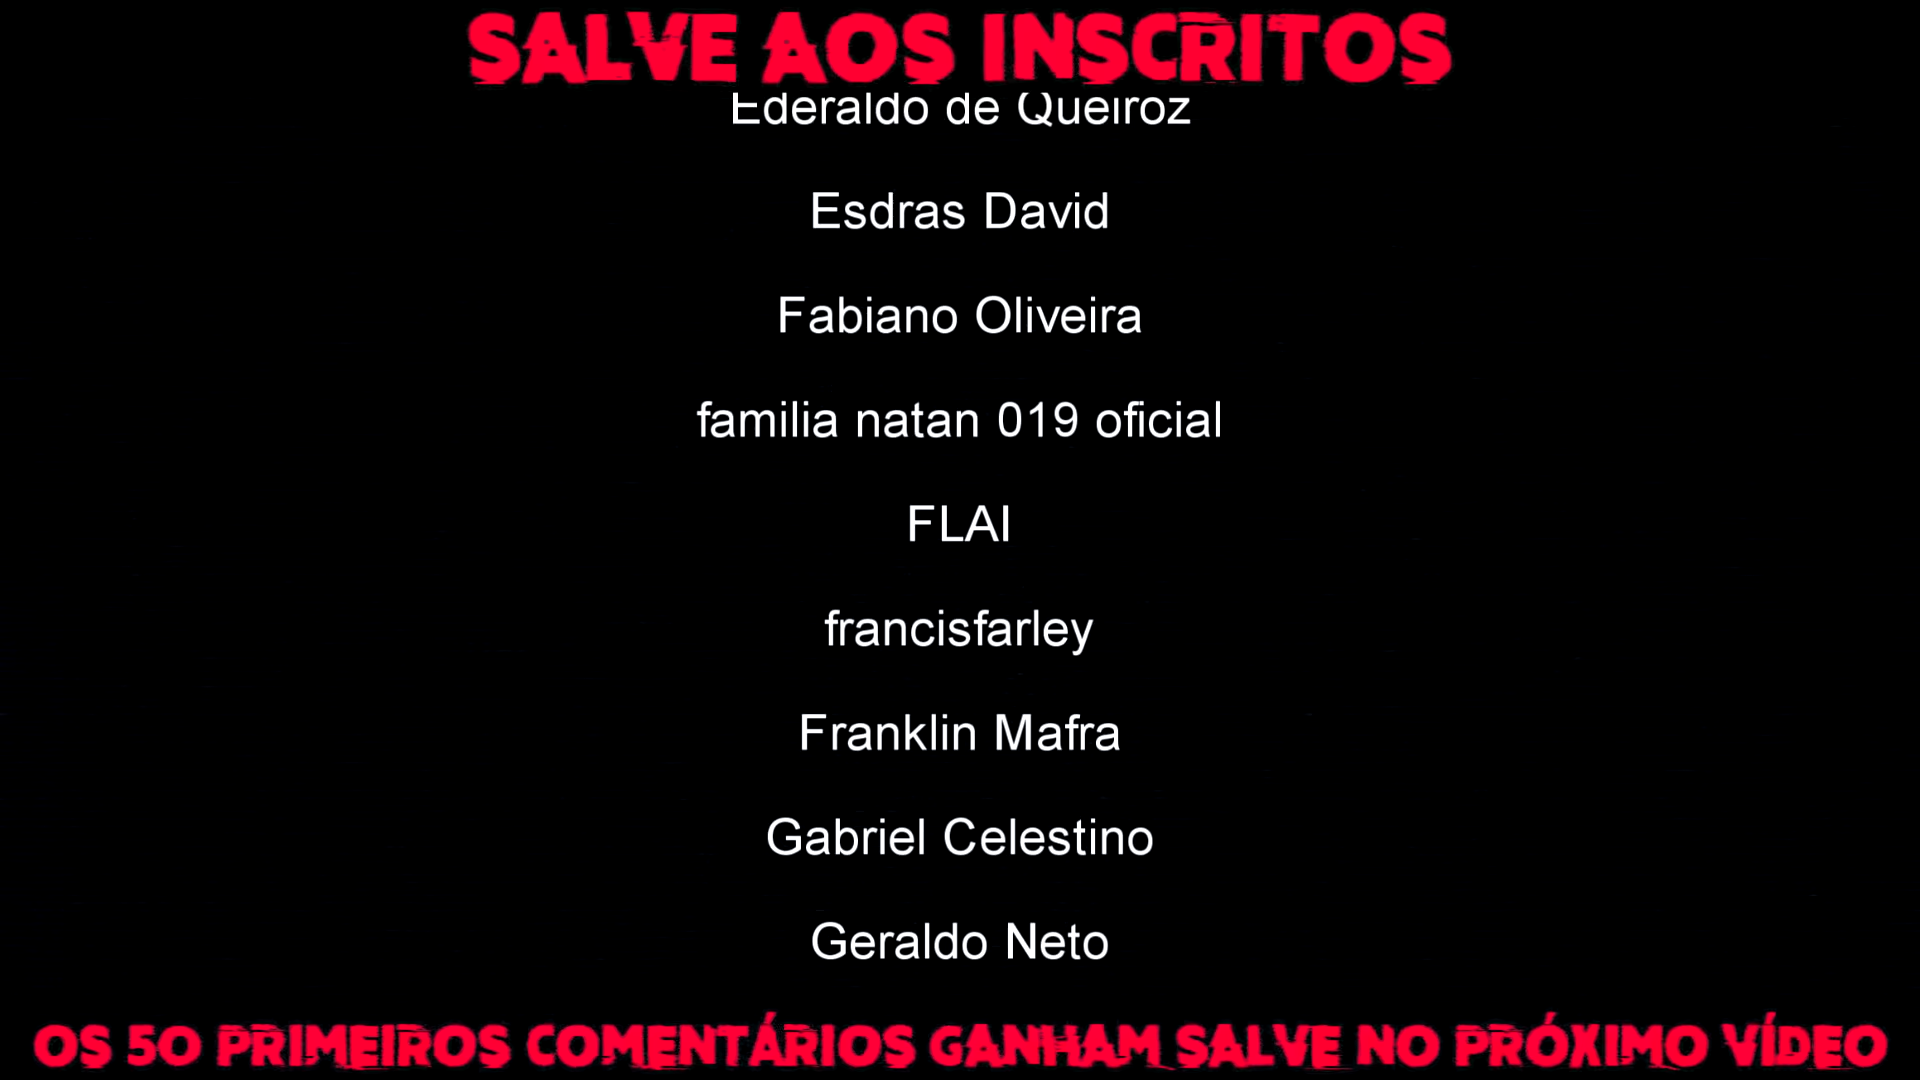 SALVE AOS INSCRITOS
Ederaldo de Queiroz
Esdras David
Fabiano Oliveira
familia natan 019 oficial
FLAI
francisfarley
Franklin Mafra
Gabriel Celestino
Geraldo Neto
OS 50 PRIMEIROS COMENTÁRIOS GANHAM SALVE NO PRÓXIMO VÍDEO